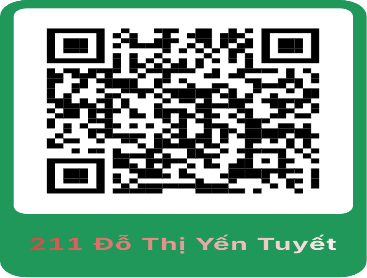 211 Đỗ Thị Yến Tuyết